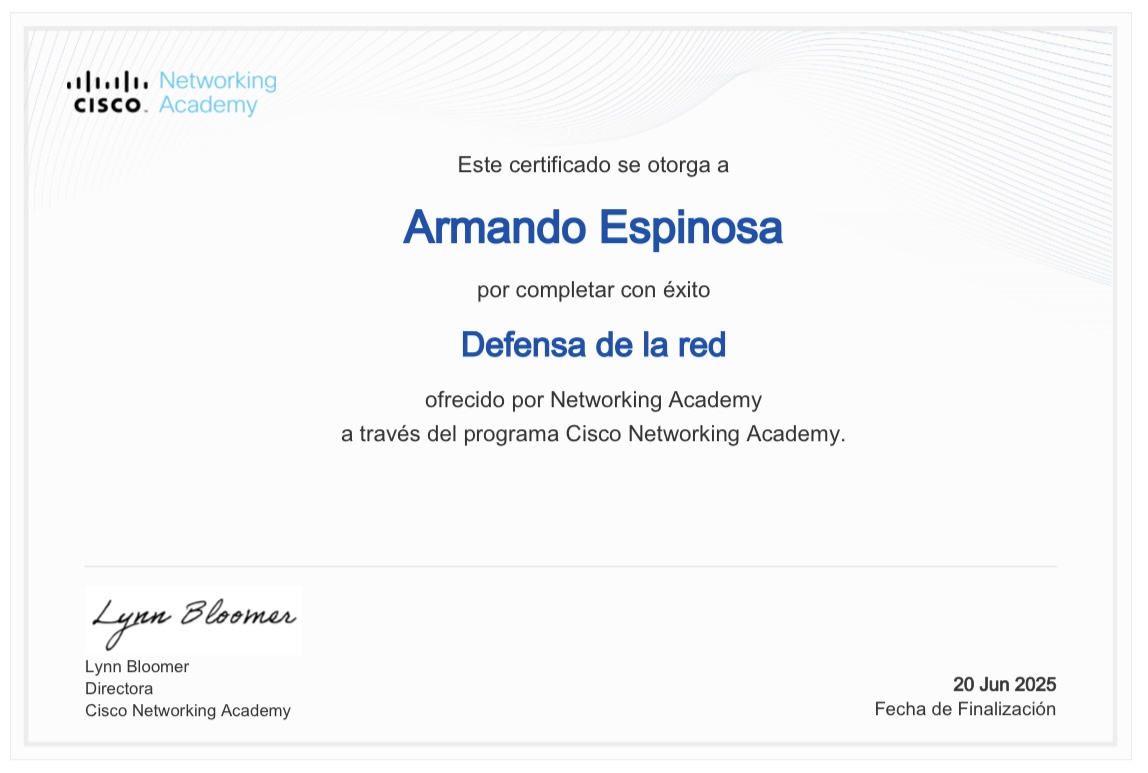 CISCO Networking Academy
Este certificado se otorga a
Armando Espinosa
por completar con éxito
Defensa de la red
ofrecido por Networking Academy
a través del programa Cisco Networking Academy.
Lynn Bloomer
Lynn Bloomer
Directora
Cisco Networking Academy
20 Jun 2025
Fecha de Finalización